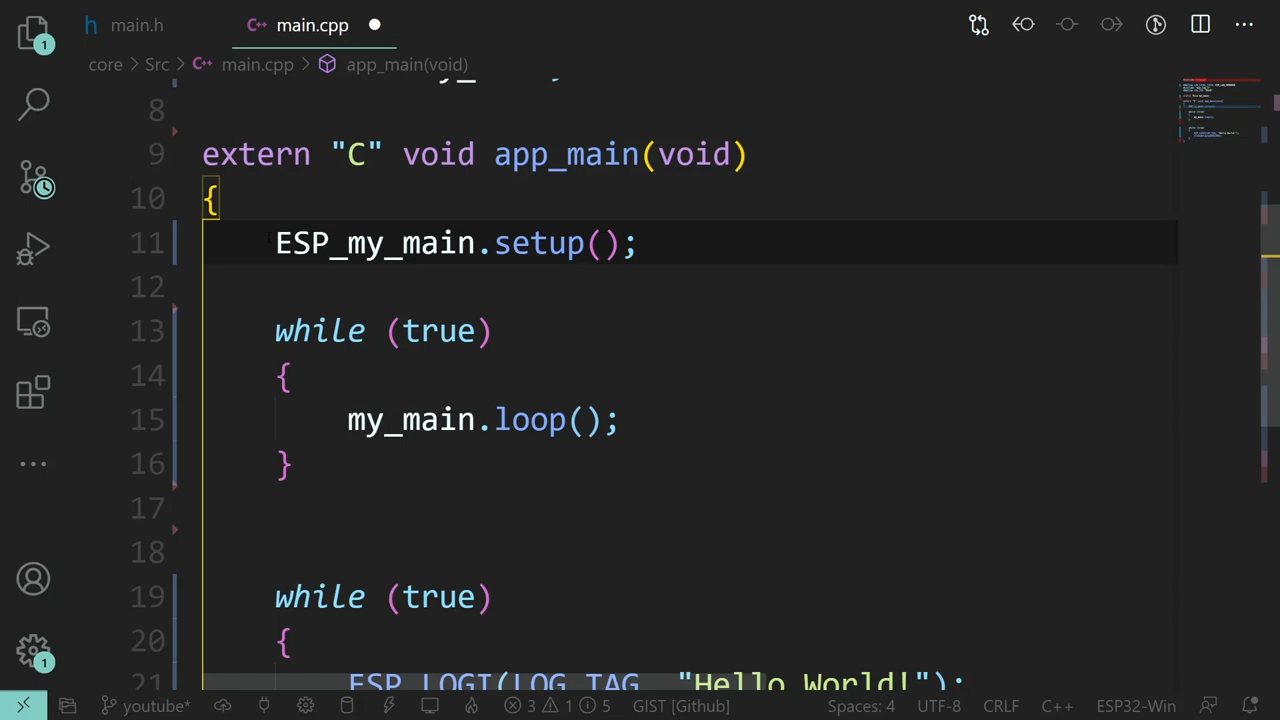 main.h
main.cpp
core > Src > main.cpp > app_main(void)
8
9 extern "C" void app_main(void)
10 {
11 ESP_my_main.setup();
12
13 while (true)
14 {
15 my_main.loop();
16 }
17
18
19 while (true)
20 {
21 ESP_LOGI(LOG_TAG, "Hello World!");
1
1
youtube* 3 1 5 GIST [Github] Spaces: 4 UTF-8 CRLF C++ ESP32-Win